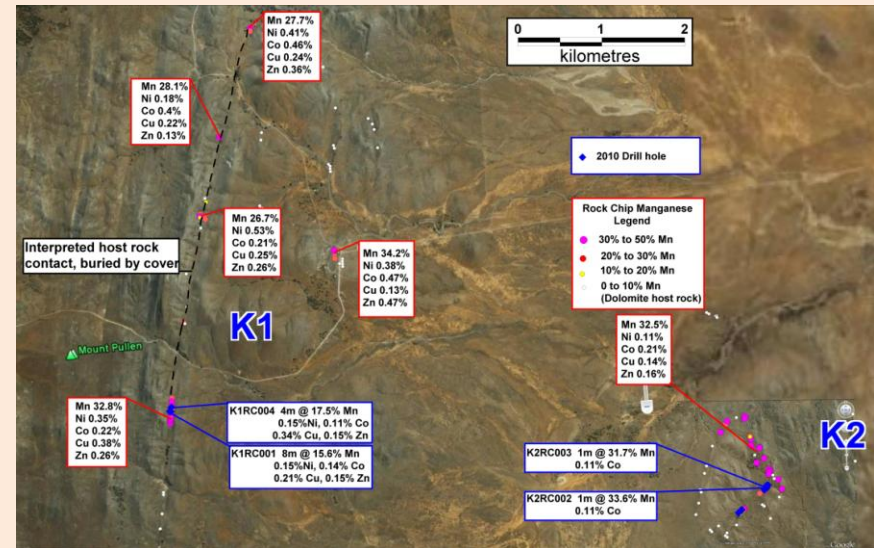 Mn 27.7%
Ni 0.41%
Co 0.46%
Cu 0.24%
Zn 0.36%
0 1 2
kilometres
Mn 28.1%
Ni 0.18%
Co 0.4%
Cu 0.22%
Zn 0.13%
2010 Drill hole
Rock Chip Manganese
Legend
30% to 50% Mn
20% to 30% Mn
10% to 20% Mn
0 to 10% Mn
(Dolomite host rock)
Mn 26.7%
Ni 0.53%
Co 0.21%
Cu 0.25%
Zn 0.26%
Interpreted host rock
contact, buried by cover
Mn 34.2%
Ni 0.38%
Co 0.47%
Cu 0.13%
Zn 0.47%
K1
Mount Pullen
Mn 32.5%
Ni 0.11%
Co 0.21%
Cu 0.14%
Zn 0.16%
Mn 32.8%
Ni 0.35%
Co 0.22%
Cu 0.38%
Zn 0.26%
K1RC004 4m @ 17.5% Mn
0.15%Ni, 0.11% Co
0.34% Cu, 0.15% Zn
K1RC001 8m @ 15.6% Mn
0.15%Ni, 0.14% Co
0.21% Cu, 0.15% Zn
K2
K2RC003 1m @ 31.7% Mn
0.11% Co
K2RC002 1m @ 33.6% Mn
0.11% Co
Google